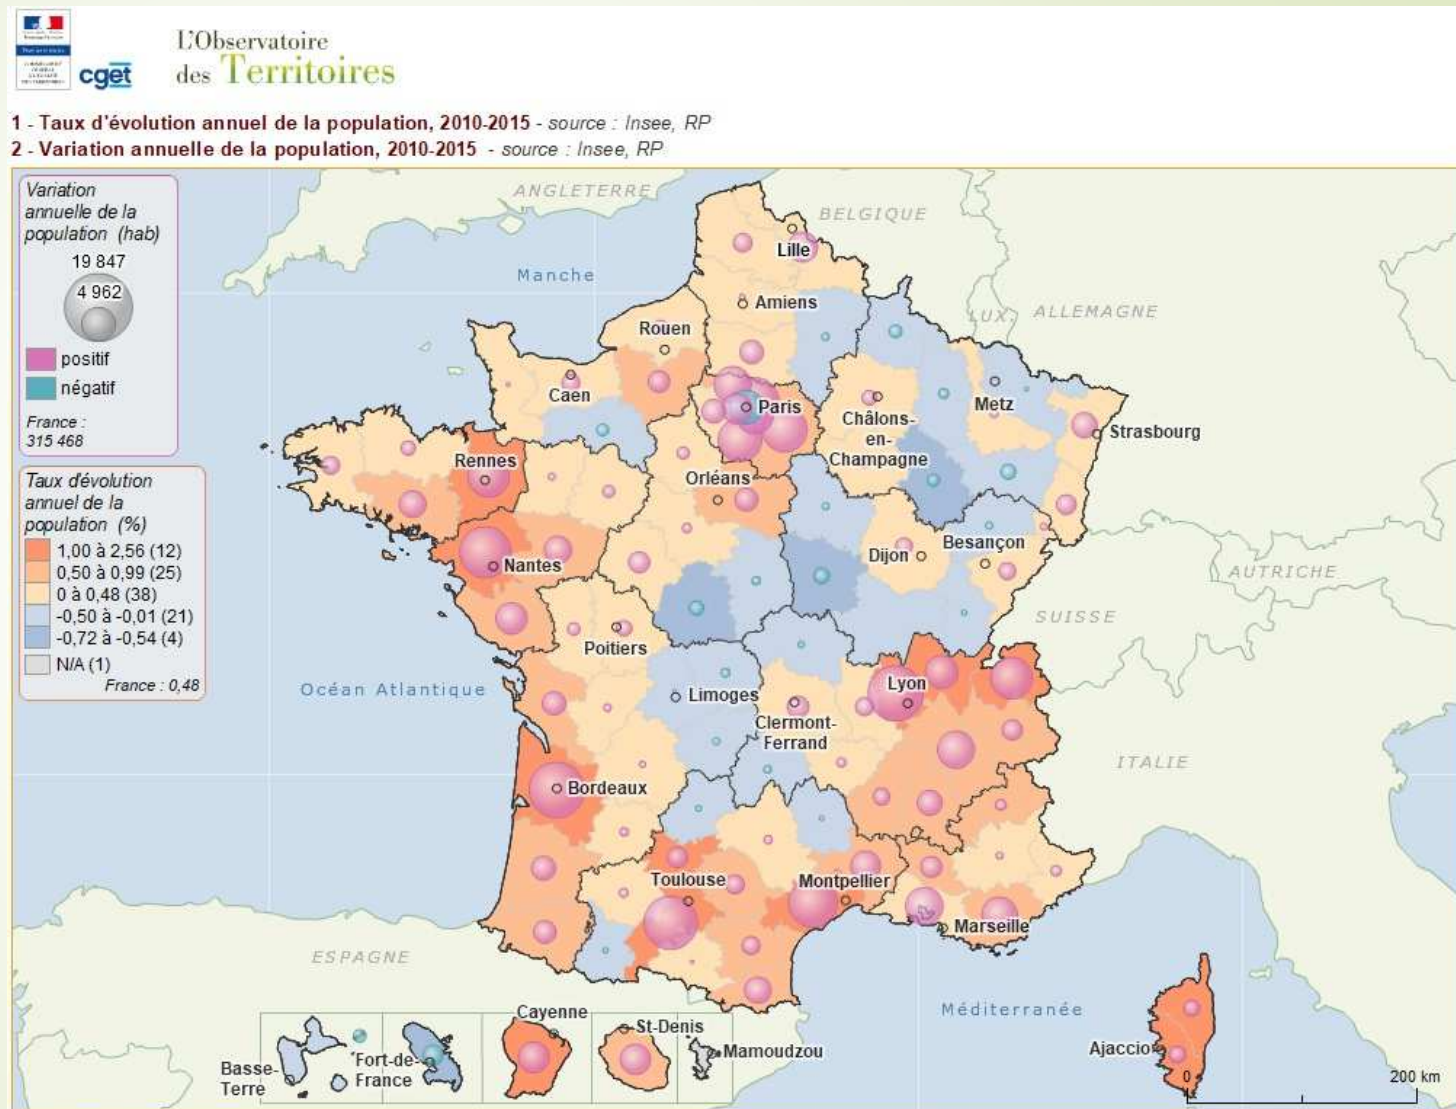 cget
L'Observatoire
des Territoires
1 - Taux d'évolution annuel de la population, 2010-2015 - source : Insee, RP
2 - Variation annuelle de la population, 2010-2015 - source : Insee, RP
Variation
annuelle de la
population (hab)
19 847
4 962
positif
négatif
France :
315 468
Taux d'évolution
annuel de la
population (%)
1,00 à 2,56 (12)
0,50 à 0,99 (25)
0 à 0,48 (38)
-0,50 à -0,01 (21)
-0,72 à -0,54 (4)
N/A (1)
France : 0,48
ANGLETERRE
BELGIQUE
Lille
Manche
Amiens
LUX.
ALLEMAGNE
Rouen
Caen
Paris
Châlons-
en-
Champagne
Metz
Strasbourg
Rennes
Orléans
Nantes
Dijon
Besançon
AUTRICHE
SUISSE
Poitiers
Océan Atlantique
Limoges
Lyon
Clermont-
Ferrand
ITALIE
Bordeaux
Toulouse
Montpellier
Marseille
ESPAGNE
Méditerranée
Basse-
Terre
Fort-de-
France
Cayenne
St-Denis
Mamoudzou
Ajaccio
0
200 km